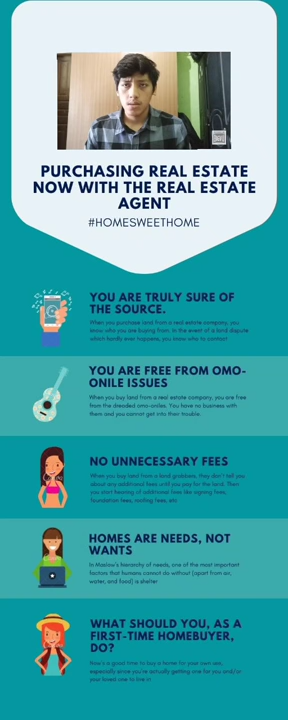 PURCHASING REAL ESTATE
NOW WITH THE REAL ESTATE
AGENT
#HOMESWEETHOME
YOU ARE TRULY SURE OF
THE SOURCE.
When you purchase land from a real estate company, you
know who you are buying from. In the event of a land dispute
which hardly ever happens, you know who to contact
YOU ARE FREE FROM OMO-
ONILE ISSUES
When you buy land from a real estate company, you are free
from the dreaded omo-oniles. You have no business with
them and you cannot get into their trouble.
NO UNNECESSARY FEES
When you buy land from a land grabbers, they don't tell you
about any additional fees until you pay for the land. Then
you start hearing of additional fees like signing fees,
foundation fees, roofing fees, etc
HOMES ARE NEEDS, NOT
WANTS
In Maslow's hierarchy of needs, one of the most important
factors that humans cannot do without (apart from air,
water, and food) is shelter
WHAT SHOULD YOU, AS A
FIRST-TIME HOMEBUYER,
DO?
Now's a good time to buy a home for your own sake,
especially since you're actually getting one for you and/or
your loved one to live in